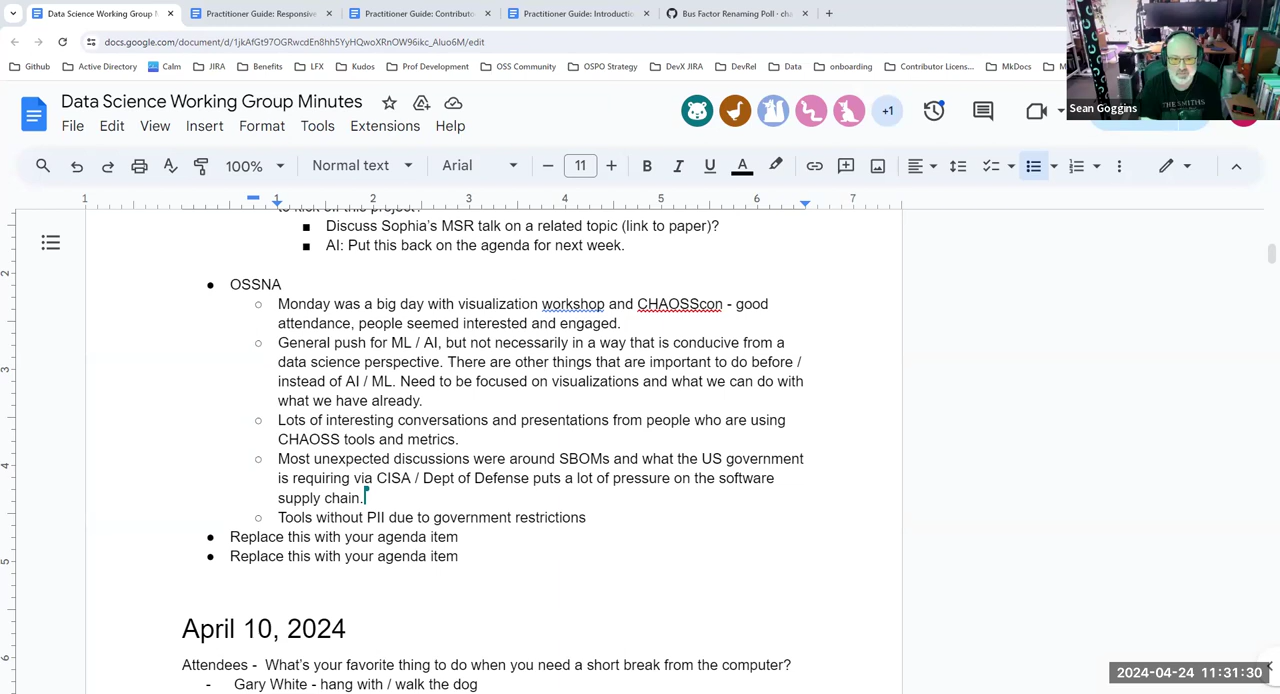 Data Science Working Group M
Practitioner Guide: Responsive
Practitioner Guide: Contributo
Practitioner Guide: Introductio
Bus Factor Renaming Poll · cha
docs.google.com/document/d/1jkAfGt97OGRwcdEn8hh5YyHQwoXRnOW96ikc_Aluo6M/edit
Github
Active Directory
Calm
JIRA
Benefits
LFX
Kudos
Prof Development
OSS Community
OSPO Strategy
DevX JIRA
DevRel
Data
onboarding
Contributor Licens...
MkDocs
M
Sean Goggins
THE SMITHS
Data Science Working Group Minutes
+1
File Edit View Insert Format Tools Extensions Help
100% Normal text Arial 11 B I U A
1 1 2 3 4 5 6 7
■ Discuss Sophia's MSR talk on a related topic (link to paper)?
■ AI: Put this back on the agenda for next week.
● OSSNA
○ Monday was a big day with visualization workshop and CHAOSScon - good
attendance, people seemed interested and engaged.
○ General push for ML / AI, but not necessarily in a way that is conducive from a
data science perspective. There are other things that are important to do before /
instead of AI / ML. Need to be focused on visualizations and what we can do with
what we have already.
○ Lots of interesting conversations and presentations from people who are using
CHAOSS tools and metrics.
○ Most unexpected discussions were around SBOMs and what the US government
is requiring via CISA / Dept of Defense puts a lot of pressure on the software
supply chain.
○ Tools without PII due to government restrictions
● Replace this with your agenda item
● Replace this with your agenda item
April 10, 2024
Attendees - What's your favorite thing to do when you need a short break from the computer?
- Gary White - hang with / walk the dog
2024-04-24 11:31:30